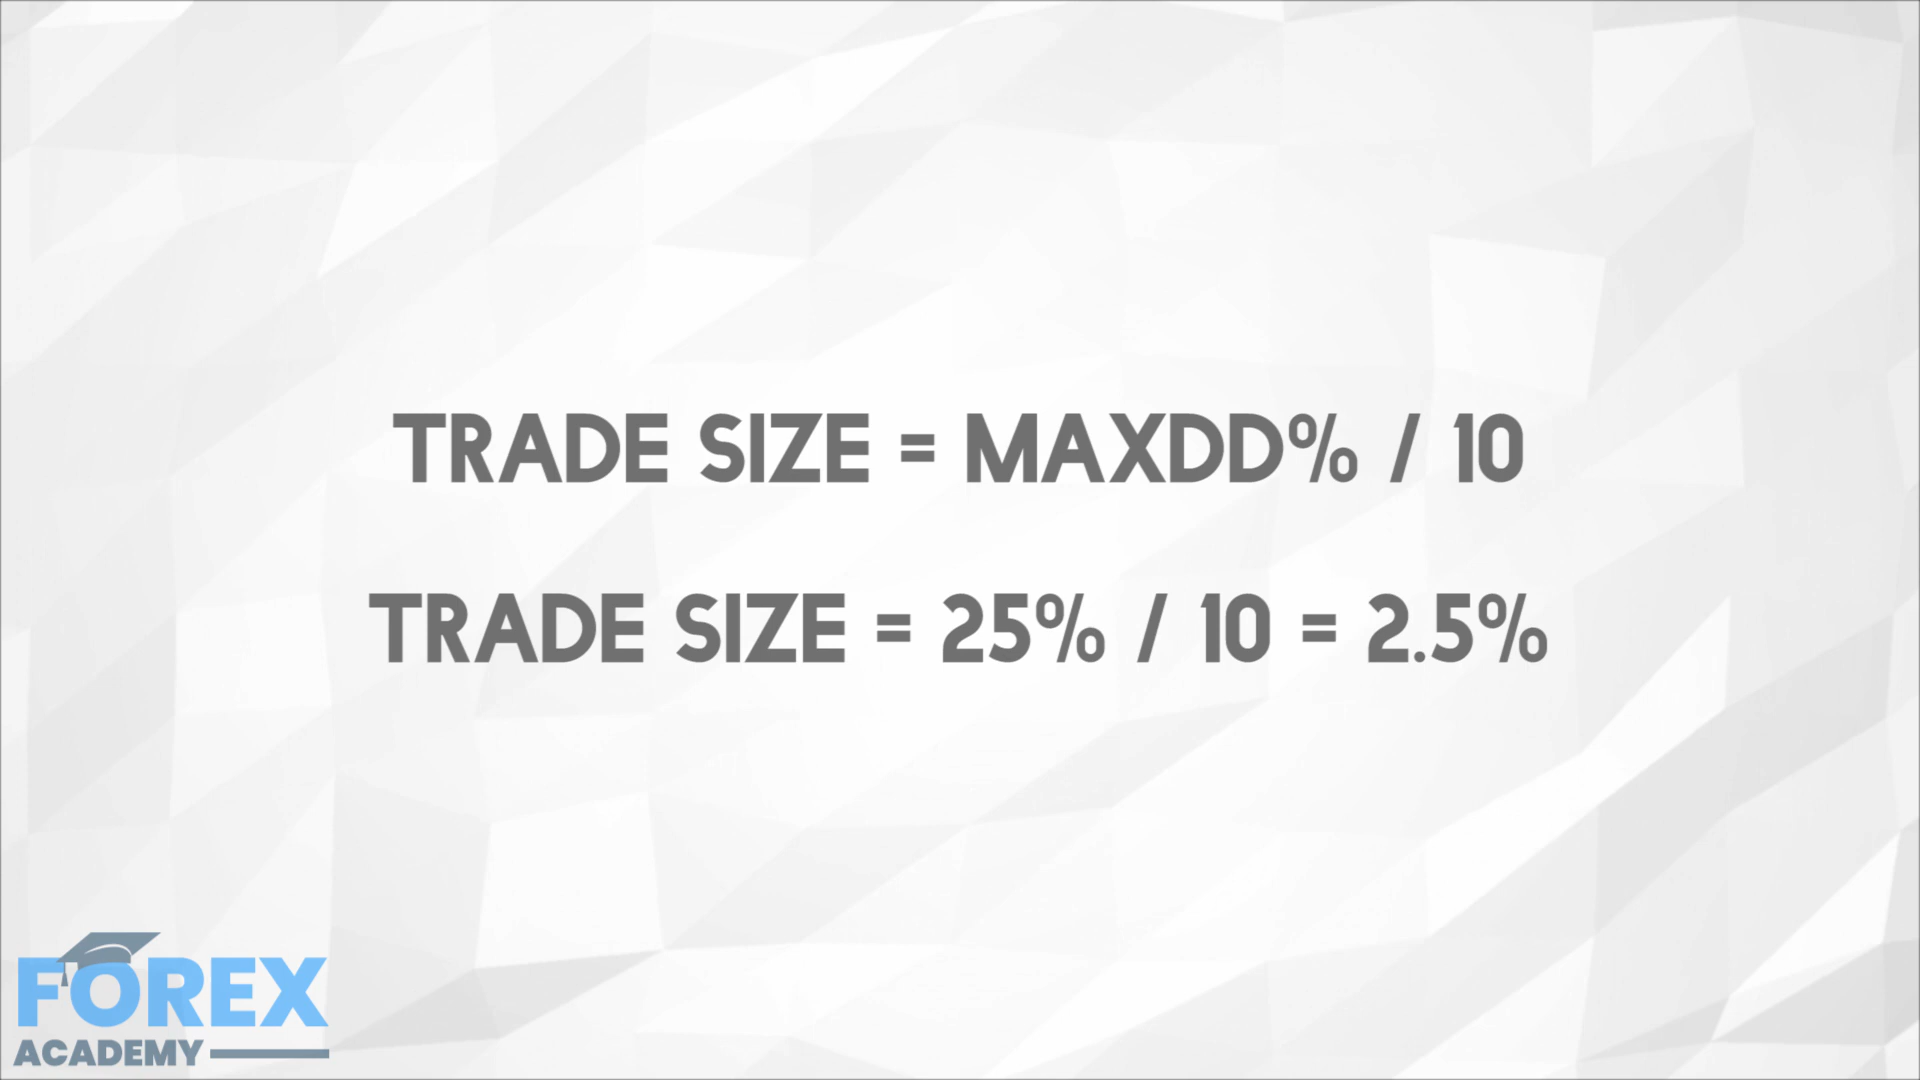 TRADE SIZE = MAXDD% / 10
TRADE SIZE = 25% / 10 = 2.5%
FOREX
ACADEMY